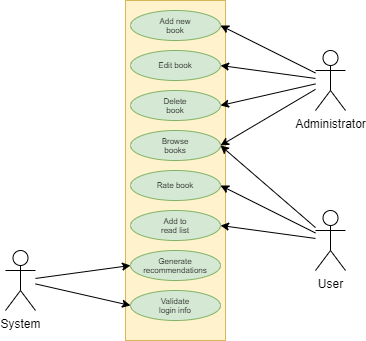 Add new
book
Edit book
Delete
book
Browse
books
Rate book
Add to
read list
Generate
recommendations
Validate
login info
Administrator
User
System